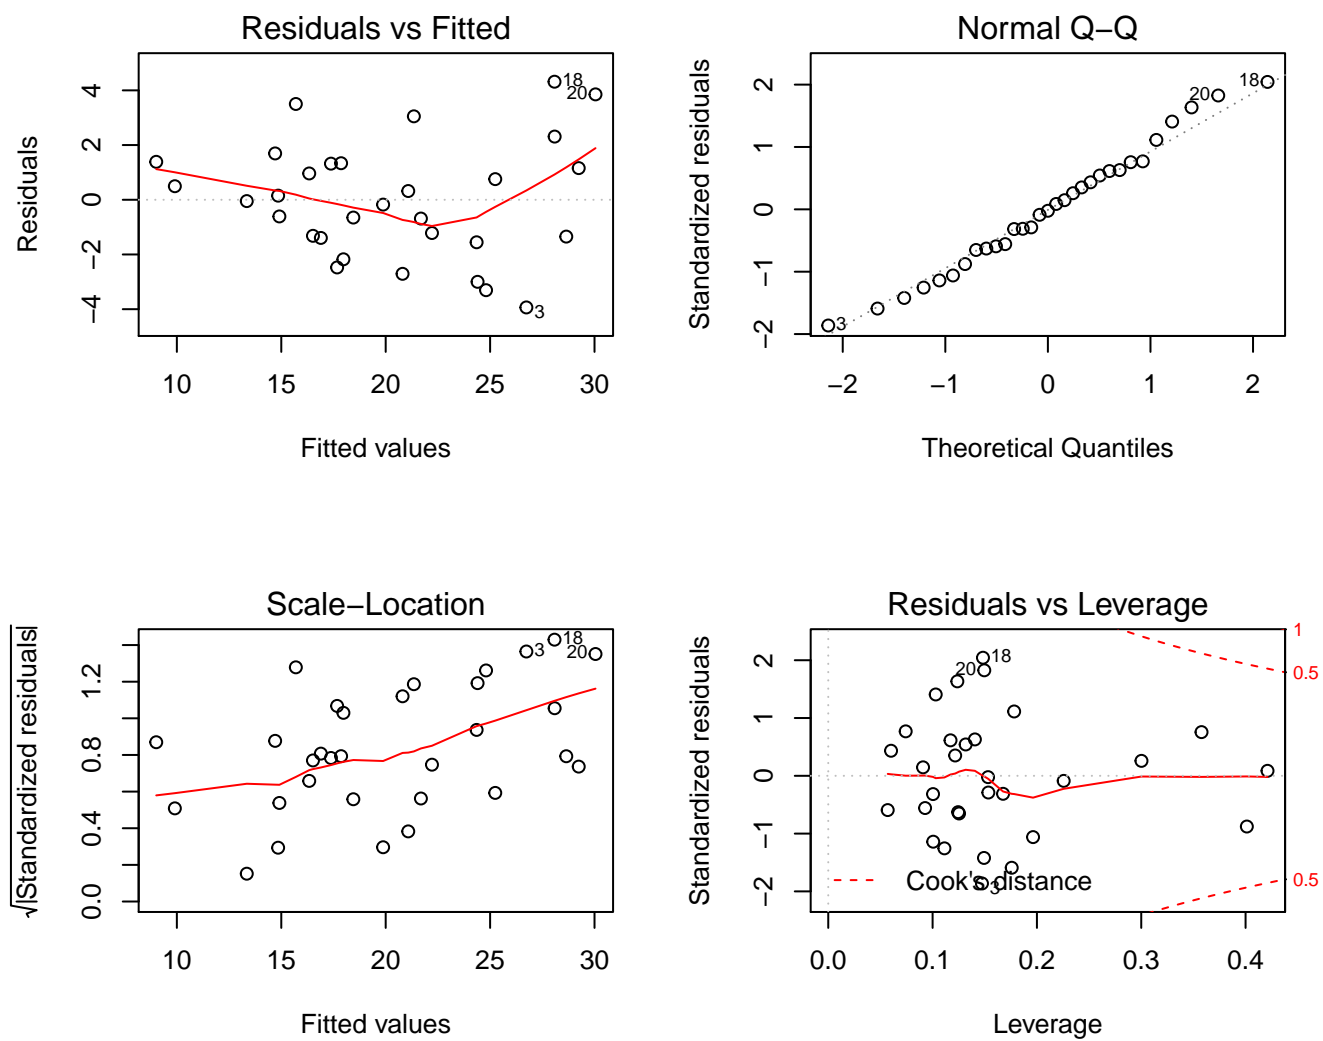 Residuals vs Fitted
Residuals
4
2
0
−2
−4
18
20
3
10 15 20 25 30
Fitted values
Normal Q−Q
Standardized residuals
2
1
0
−1
−2
18
20
3
−2 −1 0 1 2
Theoretical Quantiles
Scale−Location
√|Standardized residuals|
1.2
0.8
0.4
0.0
3
18
20
10 15 20 25 30
Fitted values
Residuals vs Leverage
Standardized residuals
2
1
0
−1
−2
18
20
3
1
0.5
0.5
Cook's distance
0.0 0.1 0.2 0.3 0.4
Leverage